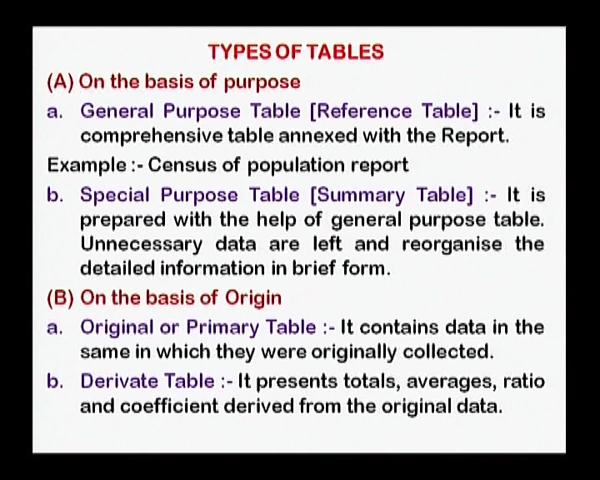 TYPES OF TABLES
(A) On the basis of purpose
a. General Purpose Table [Reference Table] :- It is
comprehensive table annexed with the Report.
Example :- Census of population report
b. Special Purpose Table [Summary Table] :- It is
prepared with the help of general purpose table.
Unnecessary data are left and reorganise the
detailed information in brief form.
(B) On the basis of Origin
a. Original or Primary Table :- It contains data in the
same in which they were originally collected.
b. Derivate Table :- It presents totals, averages, ratio
and coefficient derived from the original data.